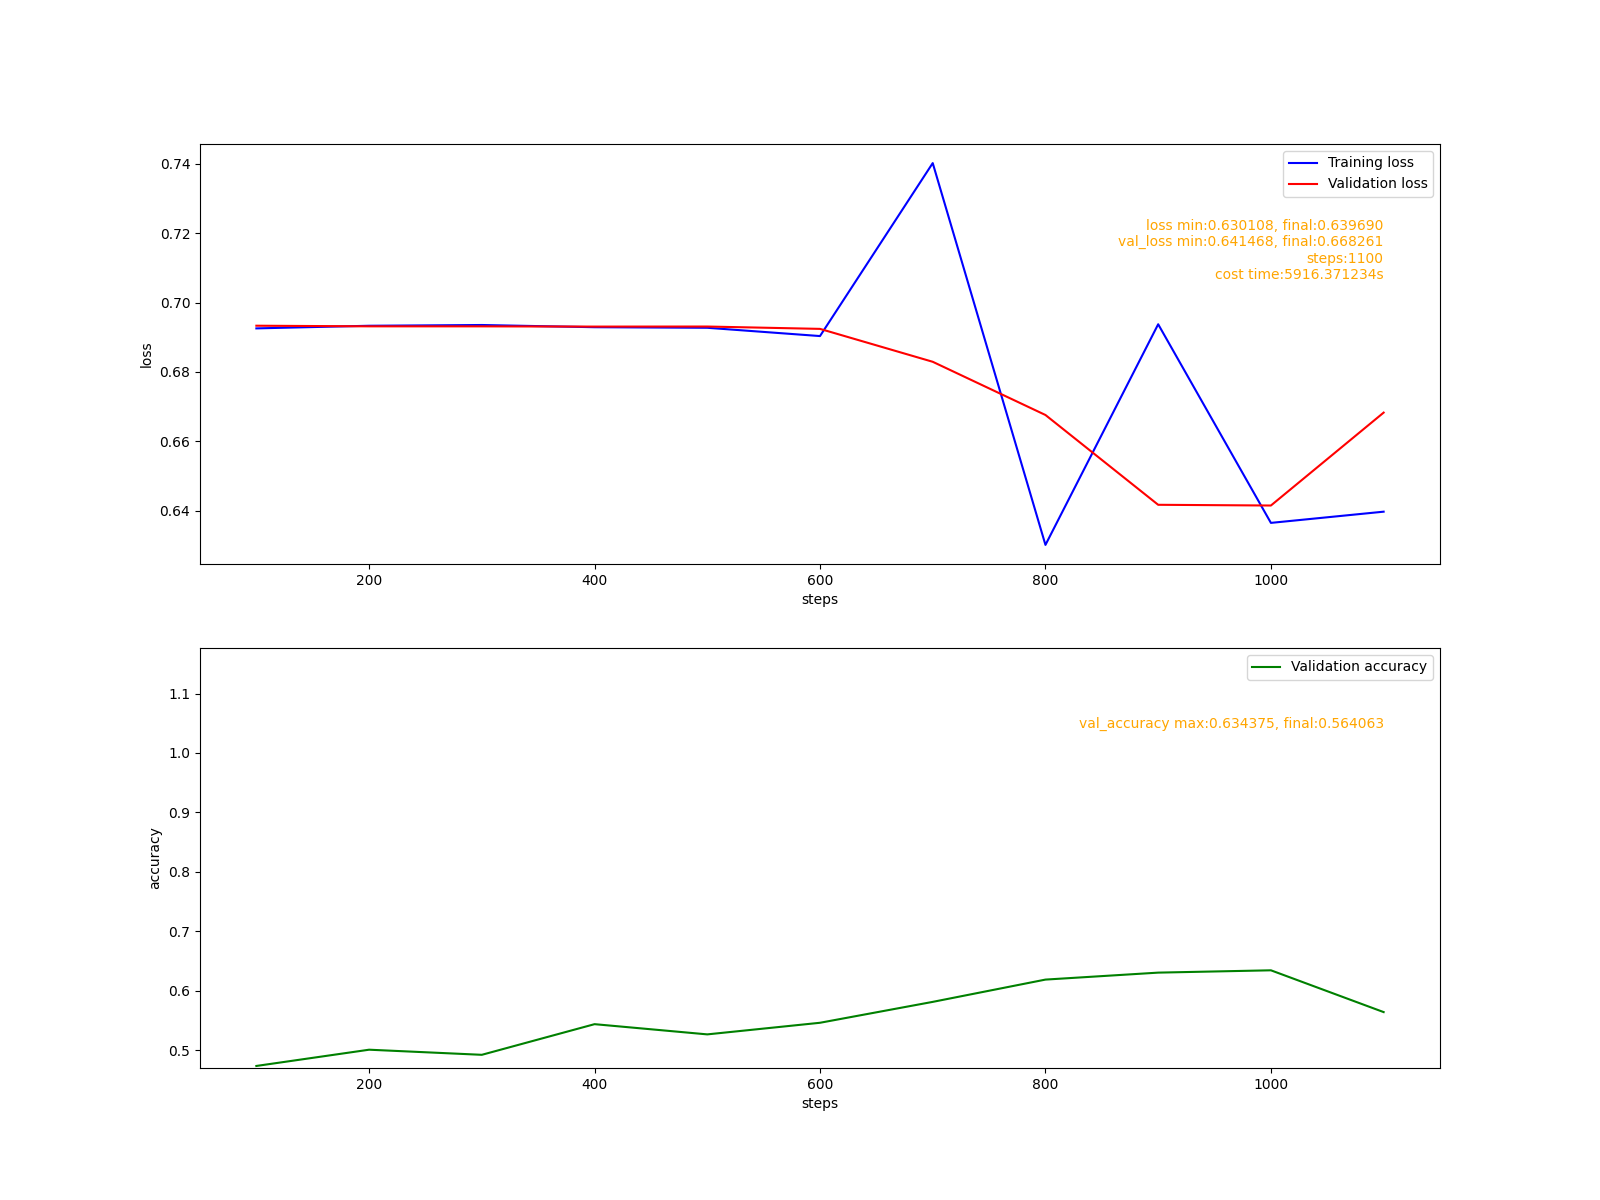 0.74
0.72
0.70
0.68
0.66
0.64
loss
Training loss
Validation loss
loss min:0.630108, final:0.639690
val_loss min:0.641468, final:0.668261
steps:1100
cost time:5916.371234s
200 400 600 800 1000
steps
1.1
1.0
0.9
0.8
0.7
0.6
0.5
accuracy
Validation accuracy
val_accuracy max:0.634375, final:0.564063
200 400 600 800 1000
steps